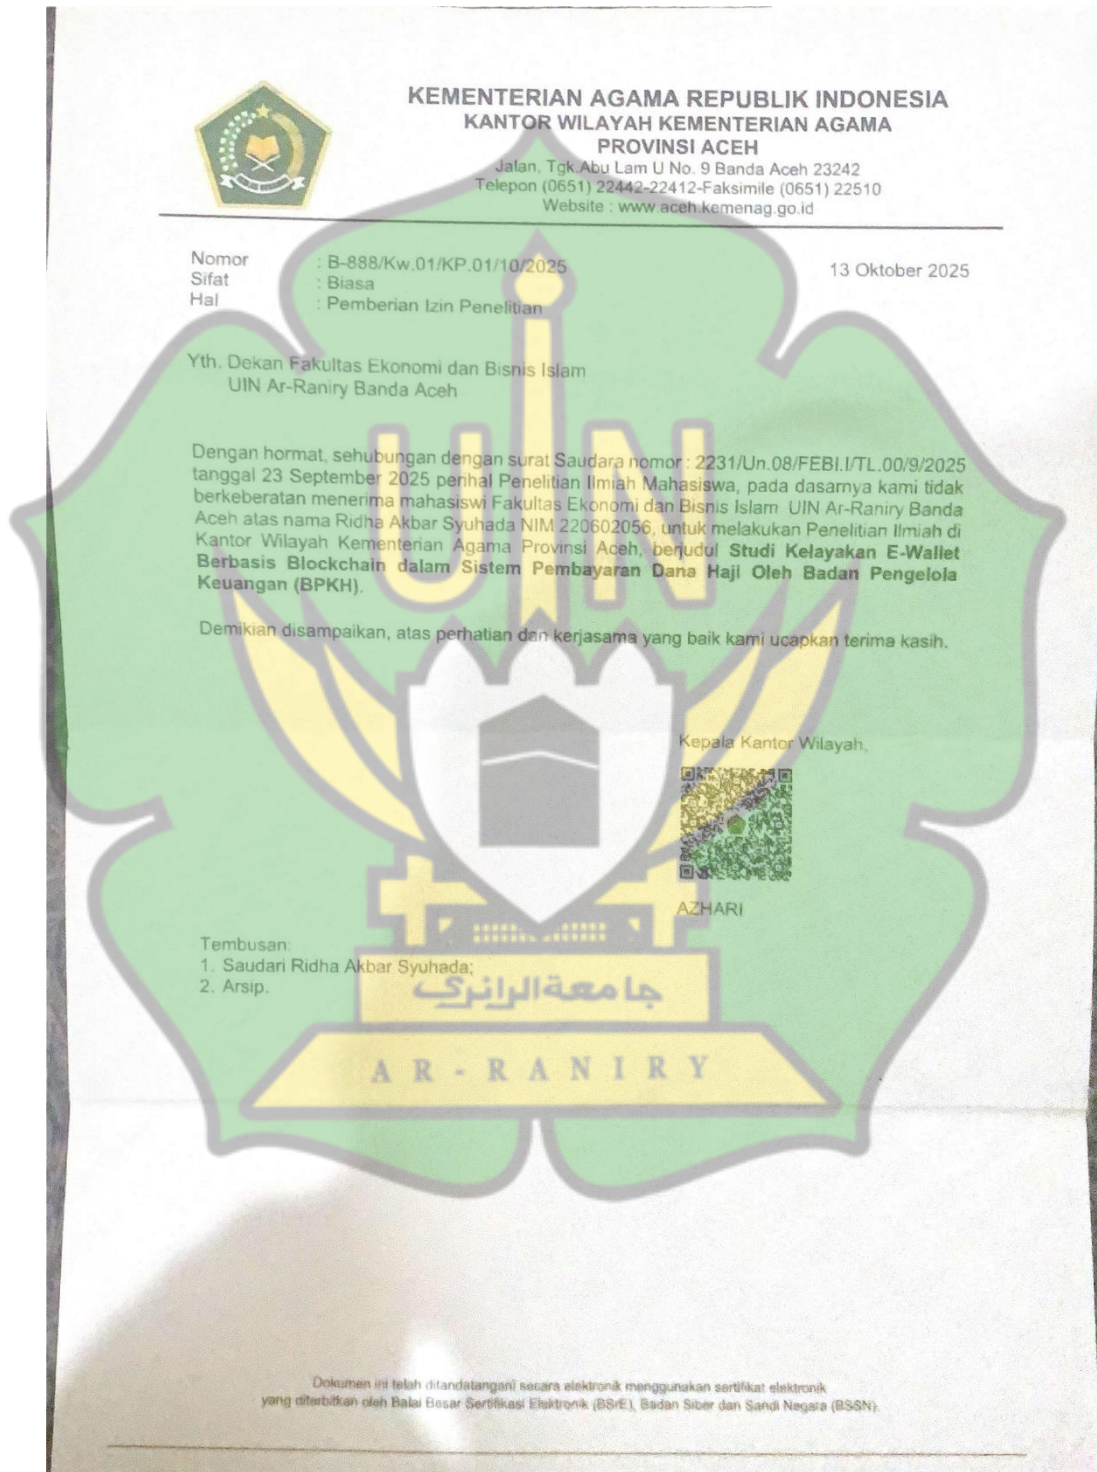 KEMENTERIAN AGAMA REPUBLIK INDONESIA
KANTOR WILAYAH KEMENTERIAN AGAMA
PROVINSI ACEH
Jalan, Tgk.Abu Lam U No. 9 Banda Aceh 23242
Telepon (0651) 22442-22412-Faksimile (0651) 22510
Website : www.aceh.kemenag.go.id
Nomor : B-888/Kw.01/KP.01/10/2025 13 Oktober 2025
Sifat : Biasa
Hal : Pemberian Izin Penelitian
Yth. Dekan Fakultas Ekonomi dan Bisnis Islam
UIN Ar-Raniry Banda Aceh
UIN
Dengan hormat, sehubungan dengan surat Saudara nomor : 2231/Un.08/FEBI.I/TL.00/9/2025
tanggal 23 September 2025 perihal Penelitian Ilmiah Mahasiswa, pada dasarnya kami tidak
berkeberatan menerima mahasiswi Fakultas Ekonomi dan Bisnis Islam UIN Ar-Raniry Banda
Aceh atas nama Ridha Akbar Syuhada NIM 220602056, untuk melakukan Penelitian Ilmiah di
Kantor Wilayah Kementerian Agama Provinsi Aceh, berjudul Studi Kelayakan E-Wallet
Berbasis Blockchain dalam Sistem Pembayaran Dana Haji Oleh Badan Pengelola
Keuangan (BPKH).
Demikian disampaikan, atas perhatian dan kerjasama yang baik kami ucapkan terima kasih.
Kepala Kantor Wilayah,
AZHARI
Tembusan:
1. Saudari Ridha Akbar Syuhada;
2. Arsip.
جامعة الرانري
AR-RANIRY
Dokumen ini telah ditandatangani secara elektronik menggunakan sertifikat elektronik
yang diterbitkan oleh Balai Besar Sertifikasi Elektronik (BSrE), Badan Siber dan Sandi Negara (BSSN).